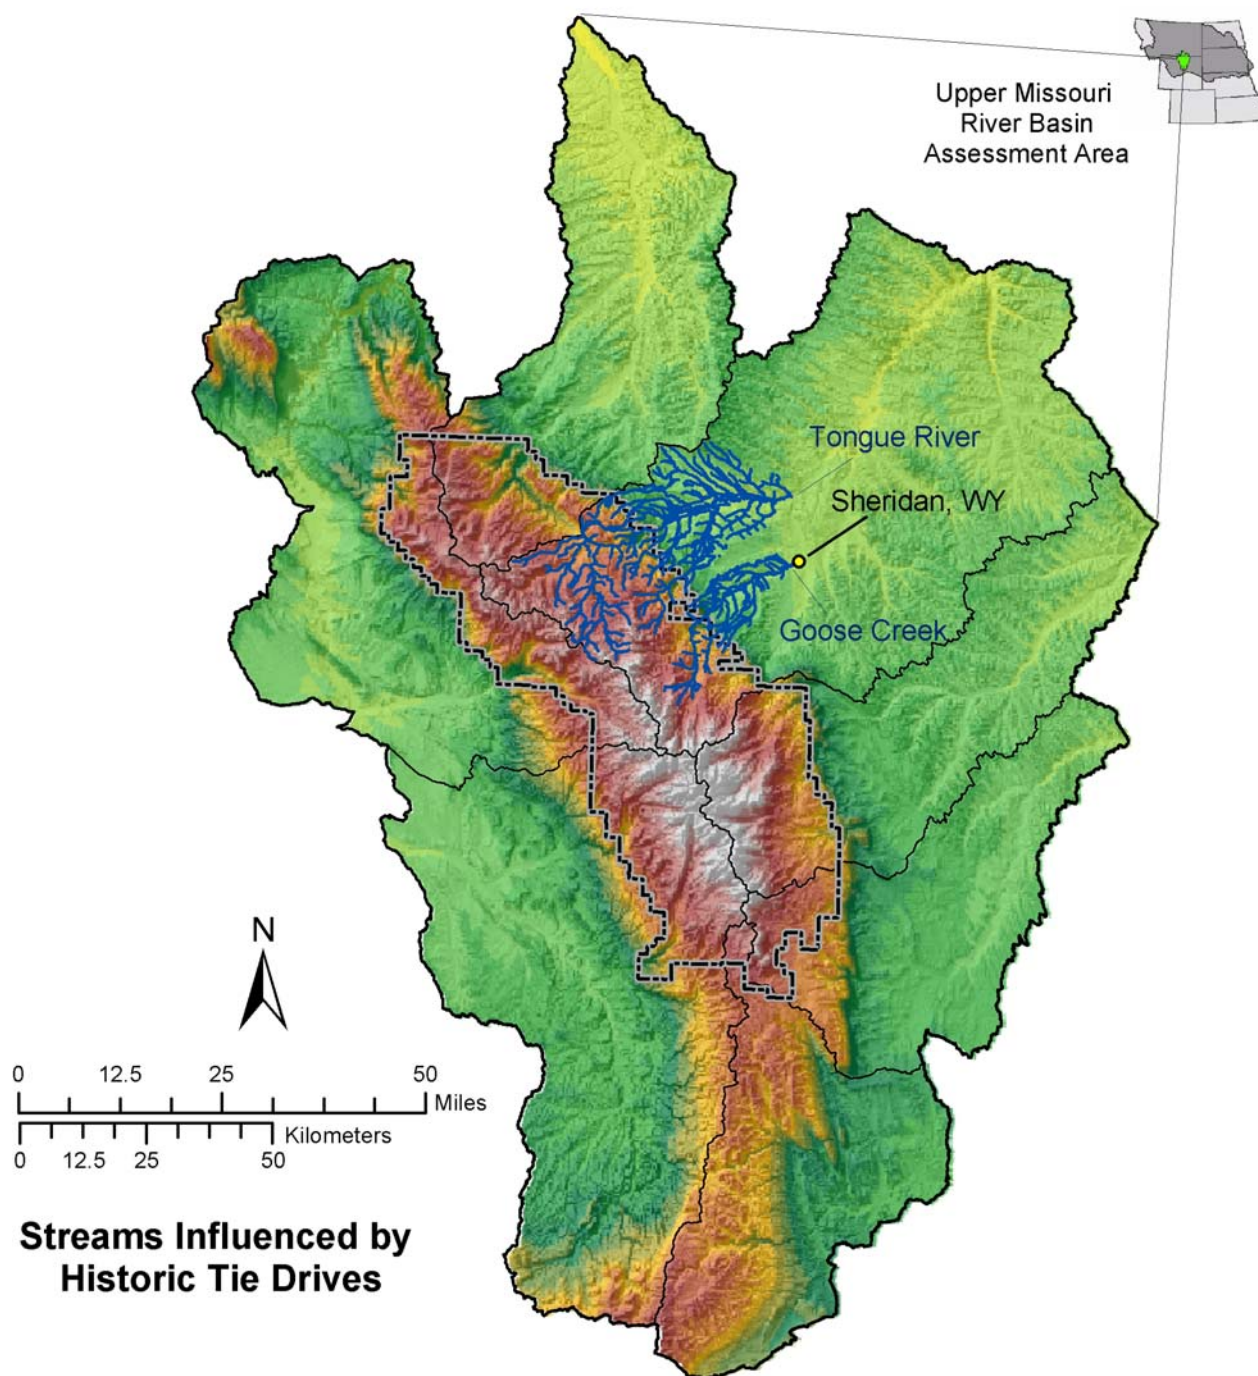 Upper Missouri
River Basin
Assessment Area
Tongue River
Sheridan, WY
Goose Creek
N
0 12.5 25 50
Miles
Kilometers
0 12.5 25 50
Streams Influenced by
Historic Tie Drives